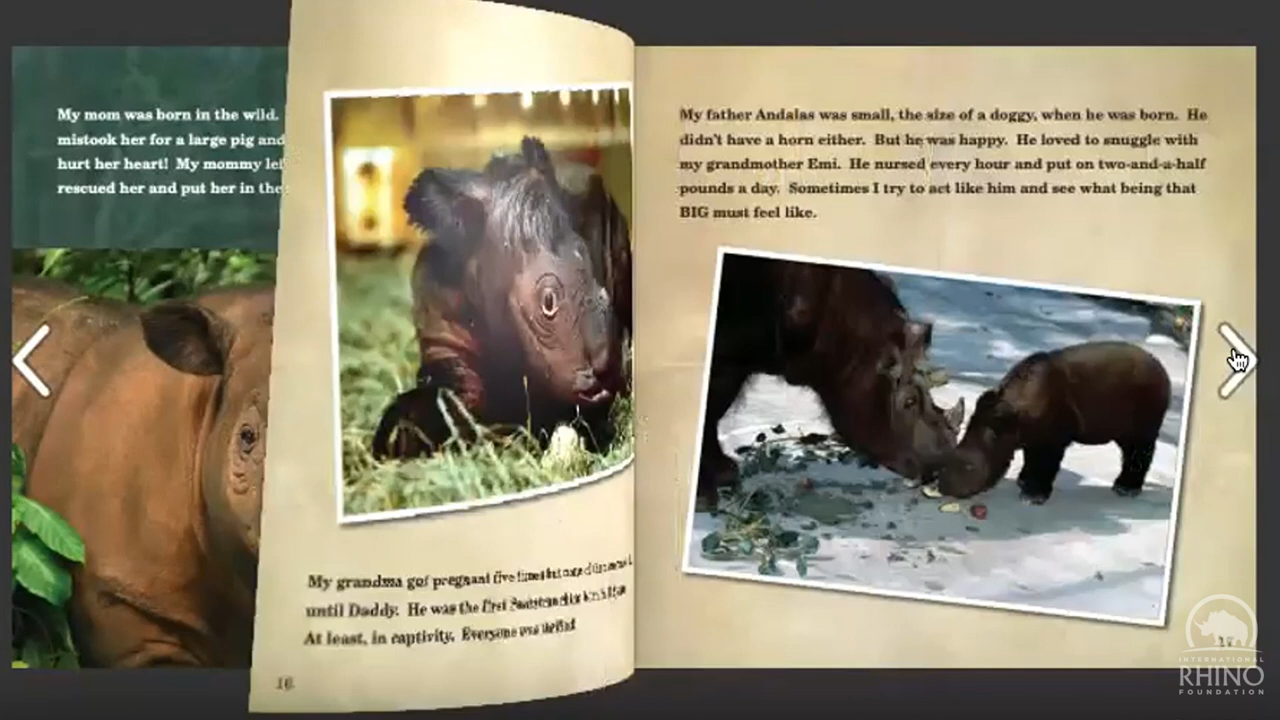 My mom was born in the wild.
mistook her for a large pig and
hurt her heart! My mommy
rescued her and put her in the
My grandma got pregnant five times but
until Daddy. He was the first
At least, in captivity. Everyone was
16
My father Andalas was small, the size of a doggy, when he was born. He
didn't have a horn either. But he was happy. He loved to snuggle with
my grandmother Emi. He nursed every hour and put on two-and-a-half
pounds a day. Sometimes I try to act like him and see what being that
BIG must feel like.
INTERNATIONAL
RHINO
FOUNDATION